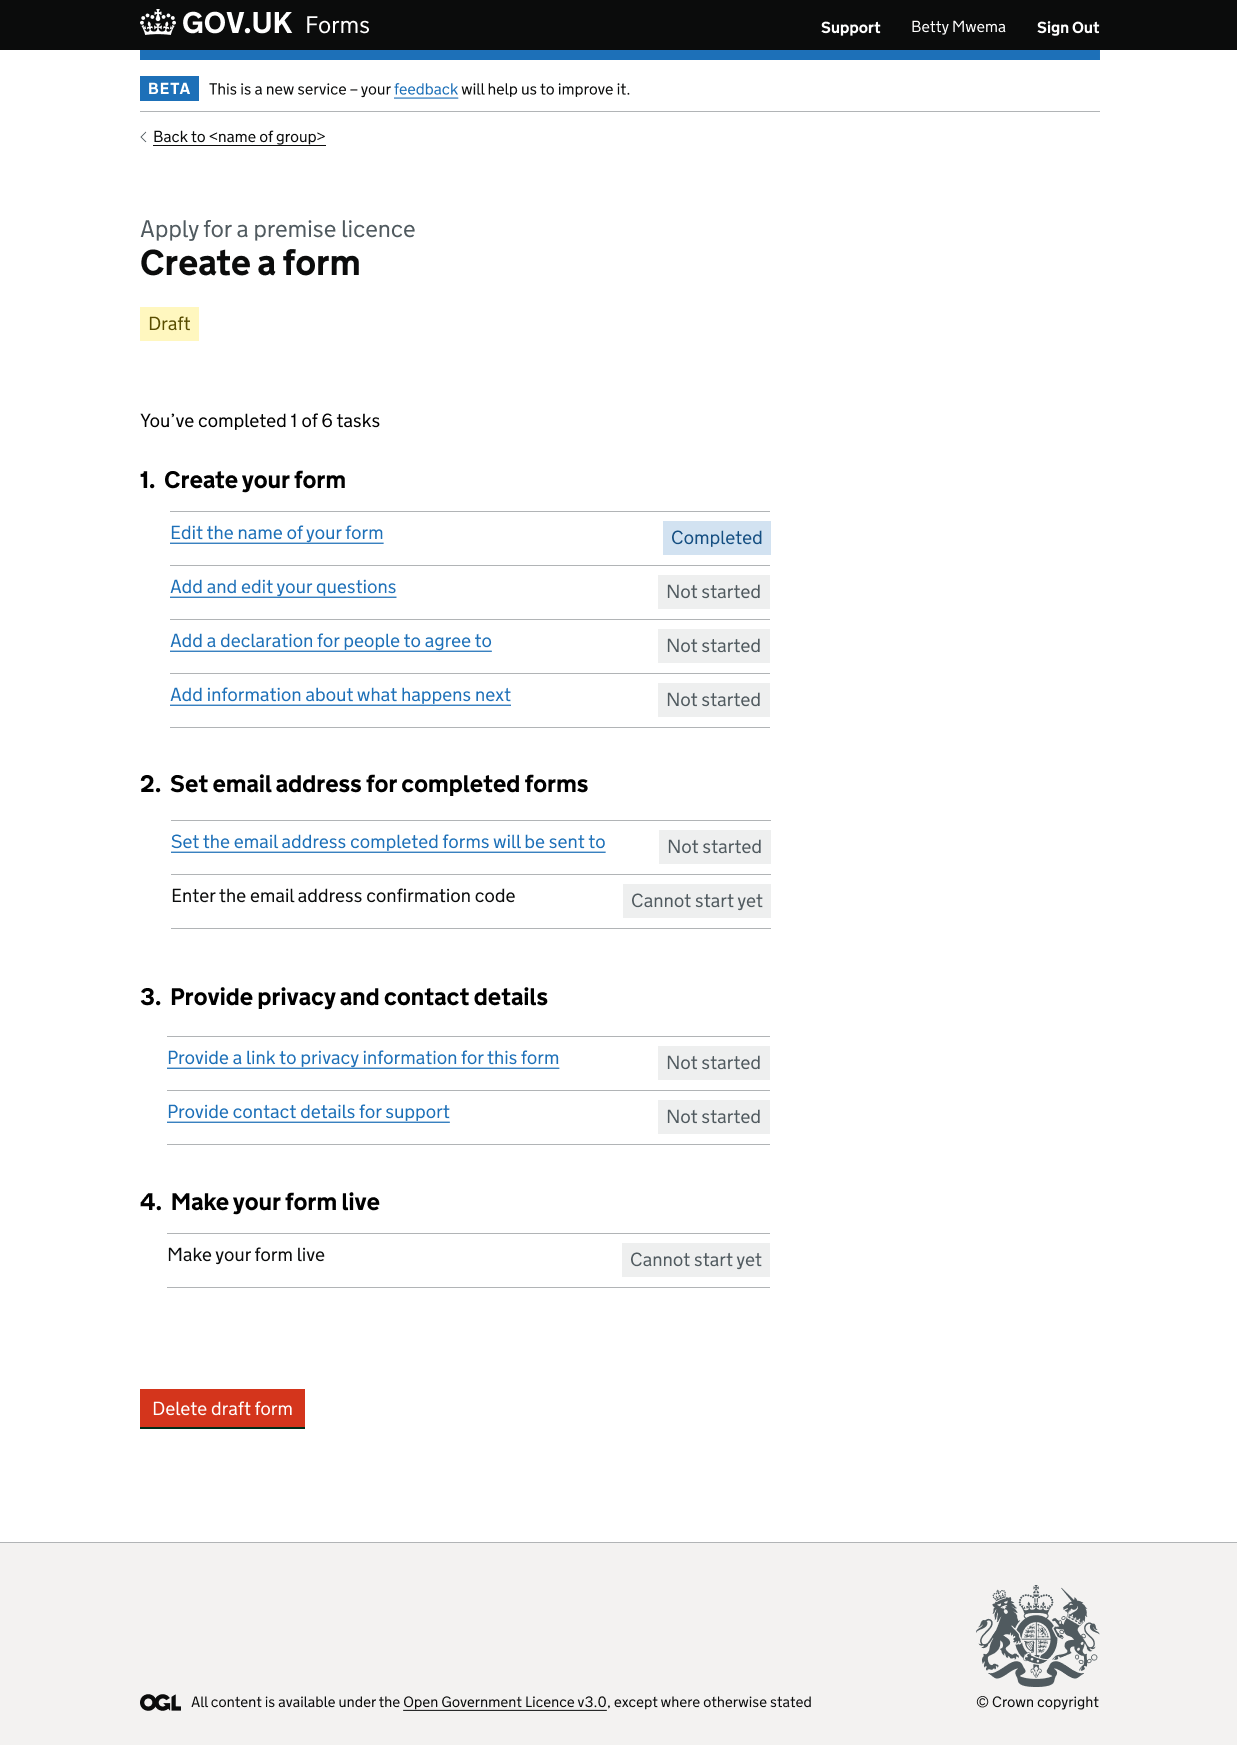 GOV.UK Forms
Support Betty Mwema Sign Out
BETA This is a new service – your feedback will help us to improve it.
Back to <name of group>
Apply for a premise licence
Create a form
Draft
You’ve completed 1 of 6 tasks
1. Create your form
Edit the name of your form Completed
Add and edit your questions Not started
Add a declaration for people to agree to Not started
Add information about what happens next Not started
2. Set email address for completed forms
Set the email address completed forms will be sent to Not started
Enter the email address confirmation code Cannot start yet
3. Provide privacy and contact details
Provide a link to privacy information for this form Not started
Provide contact details for support Not started
4. Make your form live
Make your form live Cannot start yet
Delete draft form
OGL All content is available under the Open Government Licence v3.0, except where otherwise stated
© Crown copyright